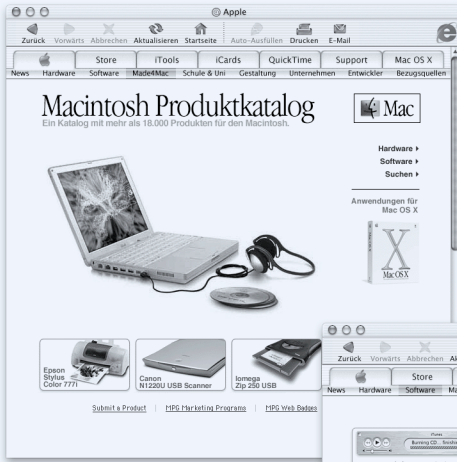 Apple
Zurück Vorwärts Abbrechen Aktualisieren Startseite Auto-Ausfüllen Drucken E-Mail
Store iTools iCards QuickTime Support Mac OS X
News Hardware Software Made4Mac Schule & Uni Gestaltung Unternehmen Entwickler Bezugsquellen
Macintosh Produktkatalog
Ein Katalog mit mehr als 18.000 Produkten für den Macintosh.
Mac
Hardware
Software
Suchen
Anwendungen für
Mac OS X
X
Mac OS X
Epson
Stylus
Color 777i
Canon
N1220U USB Scanner
Iomega
Zip 250 USB
Submit a Product | MPG Marketing Programs | MPG Web Badges
Zurück Vorwärts Abbrechen
Store
News Hardware Software
iTunes
Burning CD...